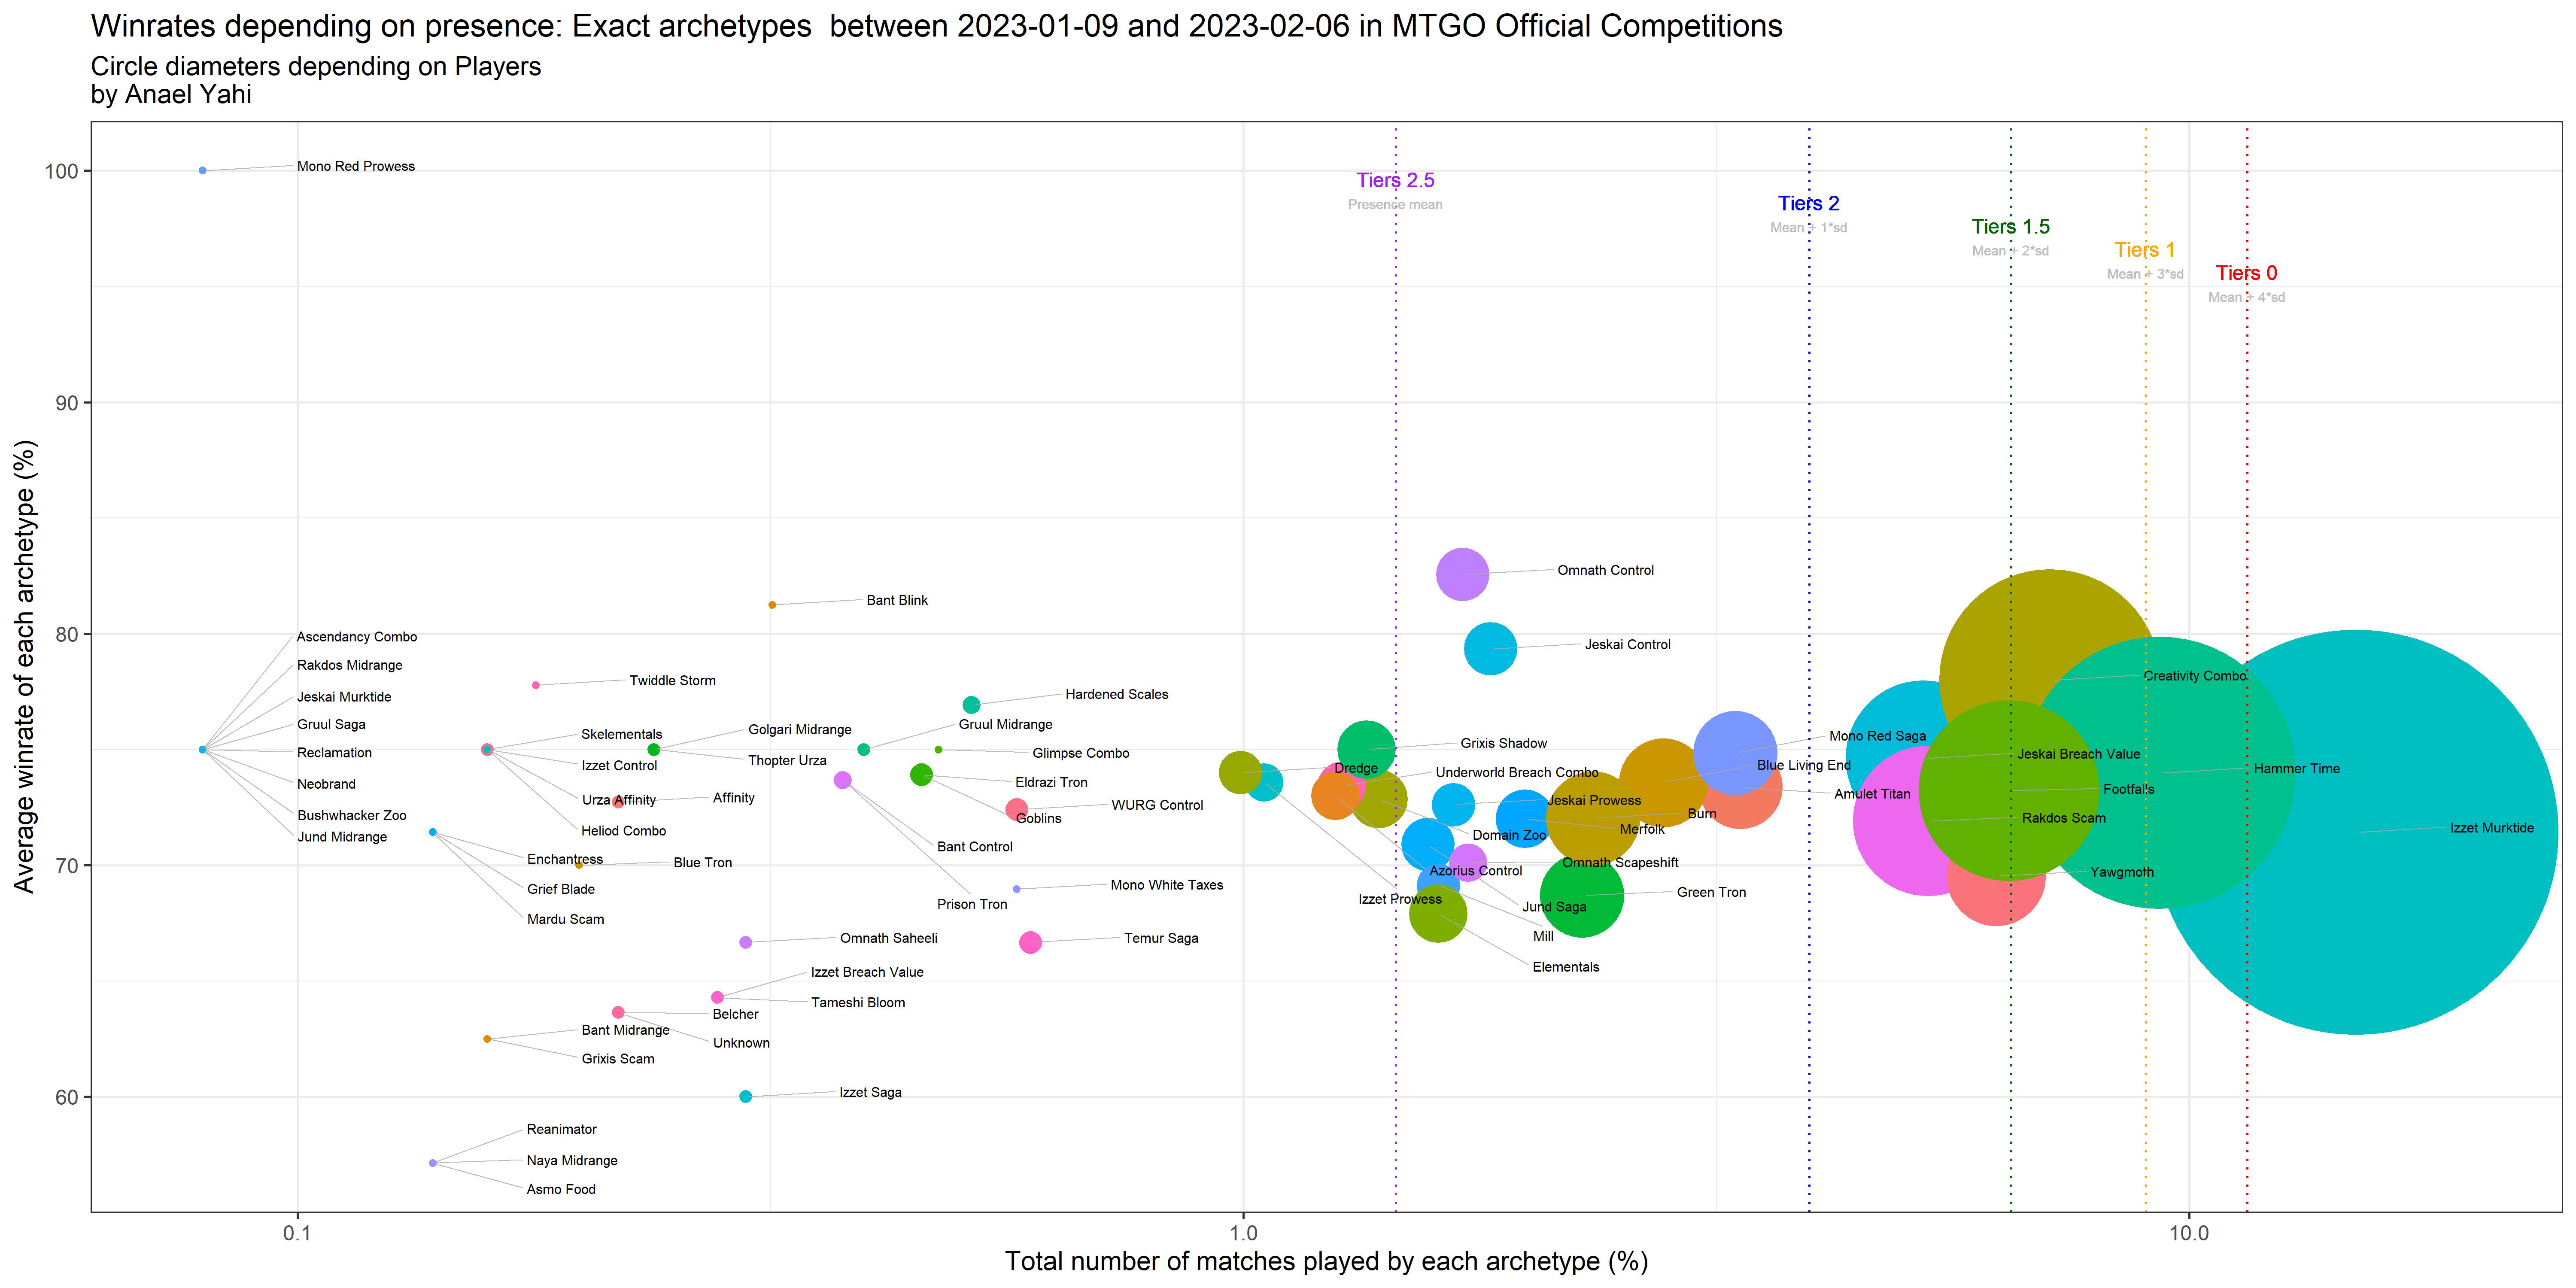 Winrates depending on presence: Exact archetypes  between 2023-01-09 and 2023-02-06 in MTGO Official Competitions
Circle diameters depending on Players
by Anael Yahi
Average winrate of each archetype (%)
100
90
80
70
60
Mono Red Prowess
Tiers 2.5
Presence mean
Tiers 2
Mean + 1*sd
Tiers 1.5
Mean + 2*sd
Tiers 1
Mean + 3*sd
Tiers 0
Mean + 4*sd
Omnath Control
Bant Blink
Ascendancy Combo
Jeskai Control
Rakdos Midrange
Creativity Combo
Twiddle Storm
Hardened Scales
Jeskai Murktide
Gruul Saga
Gruul Midrange
Golgari Midrange
Skelementals
Mono Red Saga
Grixis Shadow
Reclamation
Glimpse Combo
Jeskai Breach Value
Thopter Urza
Izzet Control
Blue Living End
Dredge
Hammer Time
Underworld Breach Combo
Neobrand
Eldrazi Tron
Footfalls
Amulet Titan
Affinity
Urza Affinity
Jeskai Prowess
WURG Control
Burn
Bushwhacker Zoo
Goblins
Rakdos Scam
Izzet Murktide
Merfolk
Heliod Combo
Jund Midrange
Domain Zoo
Bant Control
Enchantress
Blue Tron
Omnath Scapeshift
Azorius Control
Yawgmoth
Mono White Taxes
Grief Blade
Green Tron
Izzet Prowess
Prison Tron
Jund Saga
Mardu Scam
Mill
Omnath Saheeli
Temur Saga
Elementals
Izzet Breach Value
Tameshi Bloom
Belcher
Bant Midrange
Unknown
Grixis Scam
Izzet Saga
Reanimator
Naya Midrange
Asmo Food
0.1
1.0
10.0
Total number of matches played by each archetype (%)